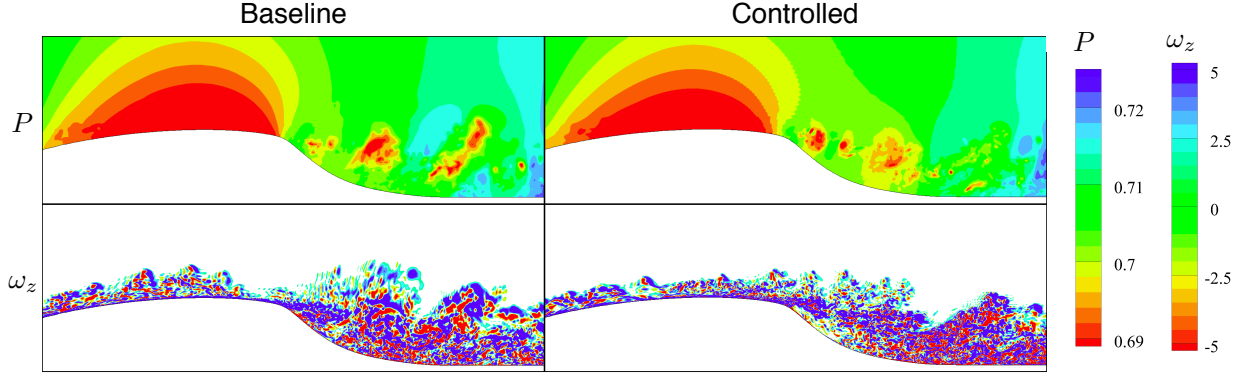 Baseline Controlled
P
ω_z
P
0.72
0.71
0.7
0.69
ω_z
5
2.5
0
-2.5
-5